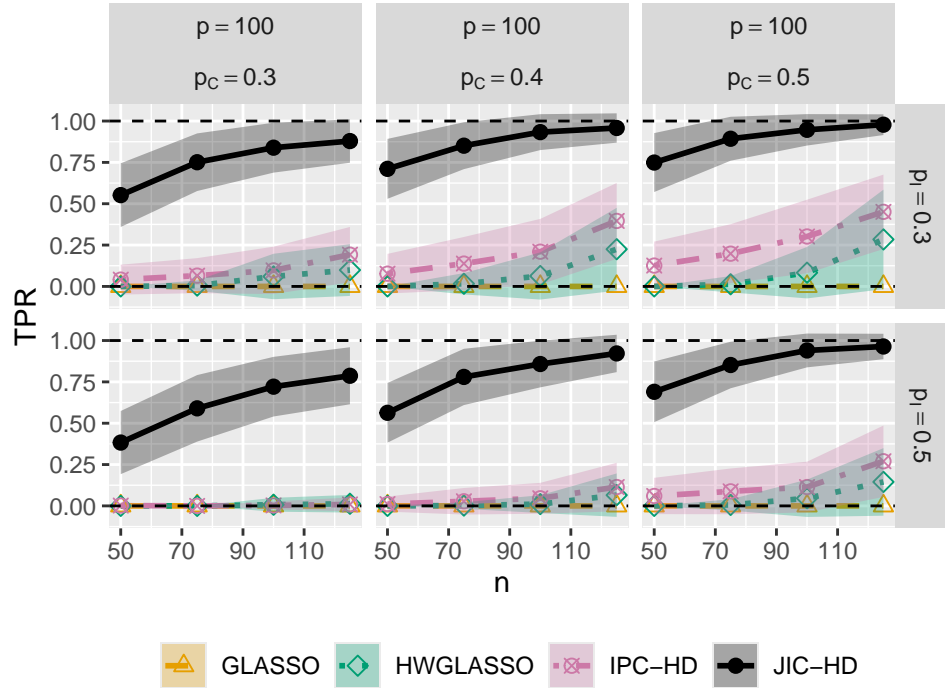 p = 100 p = 100 p = 100
p_C = 0.3 p_C = 0.4 p_C = 0.5
1.00
0.75
0.50
0.25
0.00
p_I = 0.3
TPR
1.00
0.75
0.50
0.25
0.00
p_I = 0.5
50 70 90 110 50 70 90 110 50 70 90 110
n
GLASSO HWGLASSO IPC−HD JIC−HD